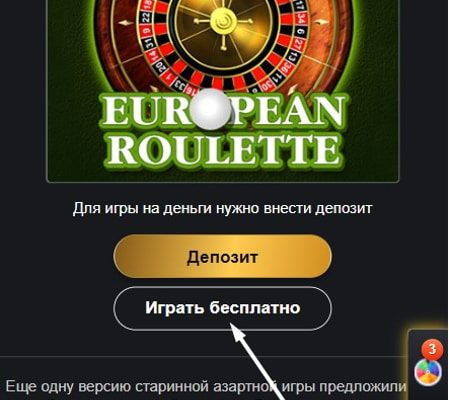 EUROPEAN
ROULETTE
Для игры на деньги нужно внести депозит
Депозит
Играть бесплатно
3
Еще одну версию старинной азартной игры предложили